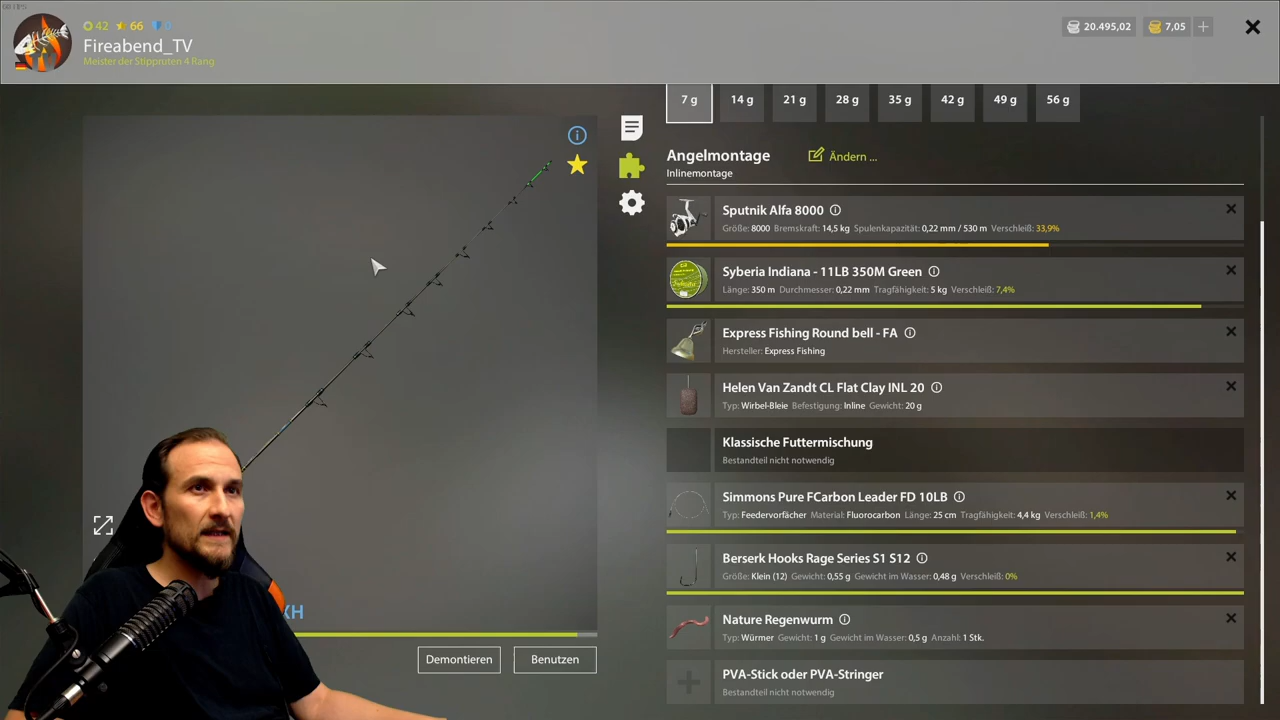 42 66
Fireabend_TV
Meister der Stippruten 4 Rang
20.495,02 7,05 +
7 g 14 g 21 g 28 g 35 g 42 g 49 g 56 g
Angelmontage Ändern ...
Inlinemontage
Sputnik Alfa 8000
Größe: 8000 Bremskraft: 14,5 kg Spulenkapazität: 0,22 mm / 530 m Verschleiß: 33,9%
Syberia Indiana - 11LB 350M Green
Länge: 350 m Durchmesser: 0,22 mm Tragfähigkeit: 5 kg Verschleiß: 7,4%
Express Fishing Round bell - FA
Hersteller: Express Fishing
Helen Van Zandt CL Flat Clay INL 20
Typ: Wirbel-Bleie Befestigung: Inline Gewicht: 20 g
Klassische Futtermischung
Bestandteil nicht notwendig
Simmons Pure FCarbon Leader FD 10LB
Typ: Feedervorfächer Material: Fluorocarbon Länge: 25 cm Tragfähigkeit: 4,4 kg Verschleiß: 1,4%
Berserk Hooks Rage Series S1 S12
Größe: Klein (12) Gewicht: 0,55 g Gewicht im Wasser: 0,48 g Verschleiß: 0%
XH
Nature Regenwurm
Typ: Würmer Gewicht: 1 g Gewicht im Wasser: 0,5 g Anzahl: 1 Stk.
Demontieren Benutzen
PVA-Stick oder PVA-Stringer
Bestandteil nicht notwendig